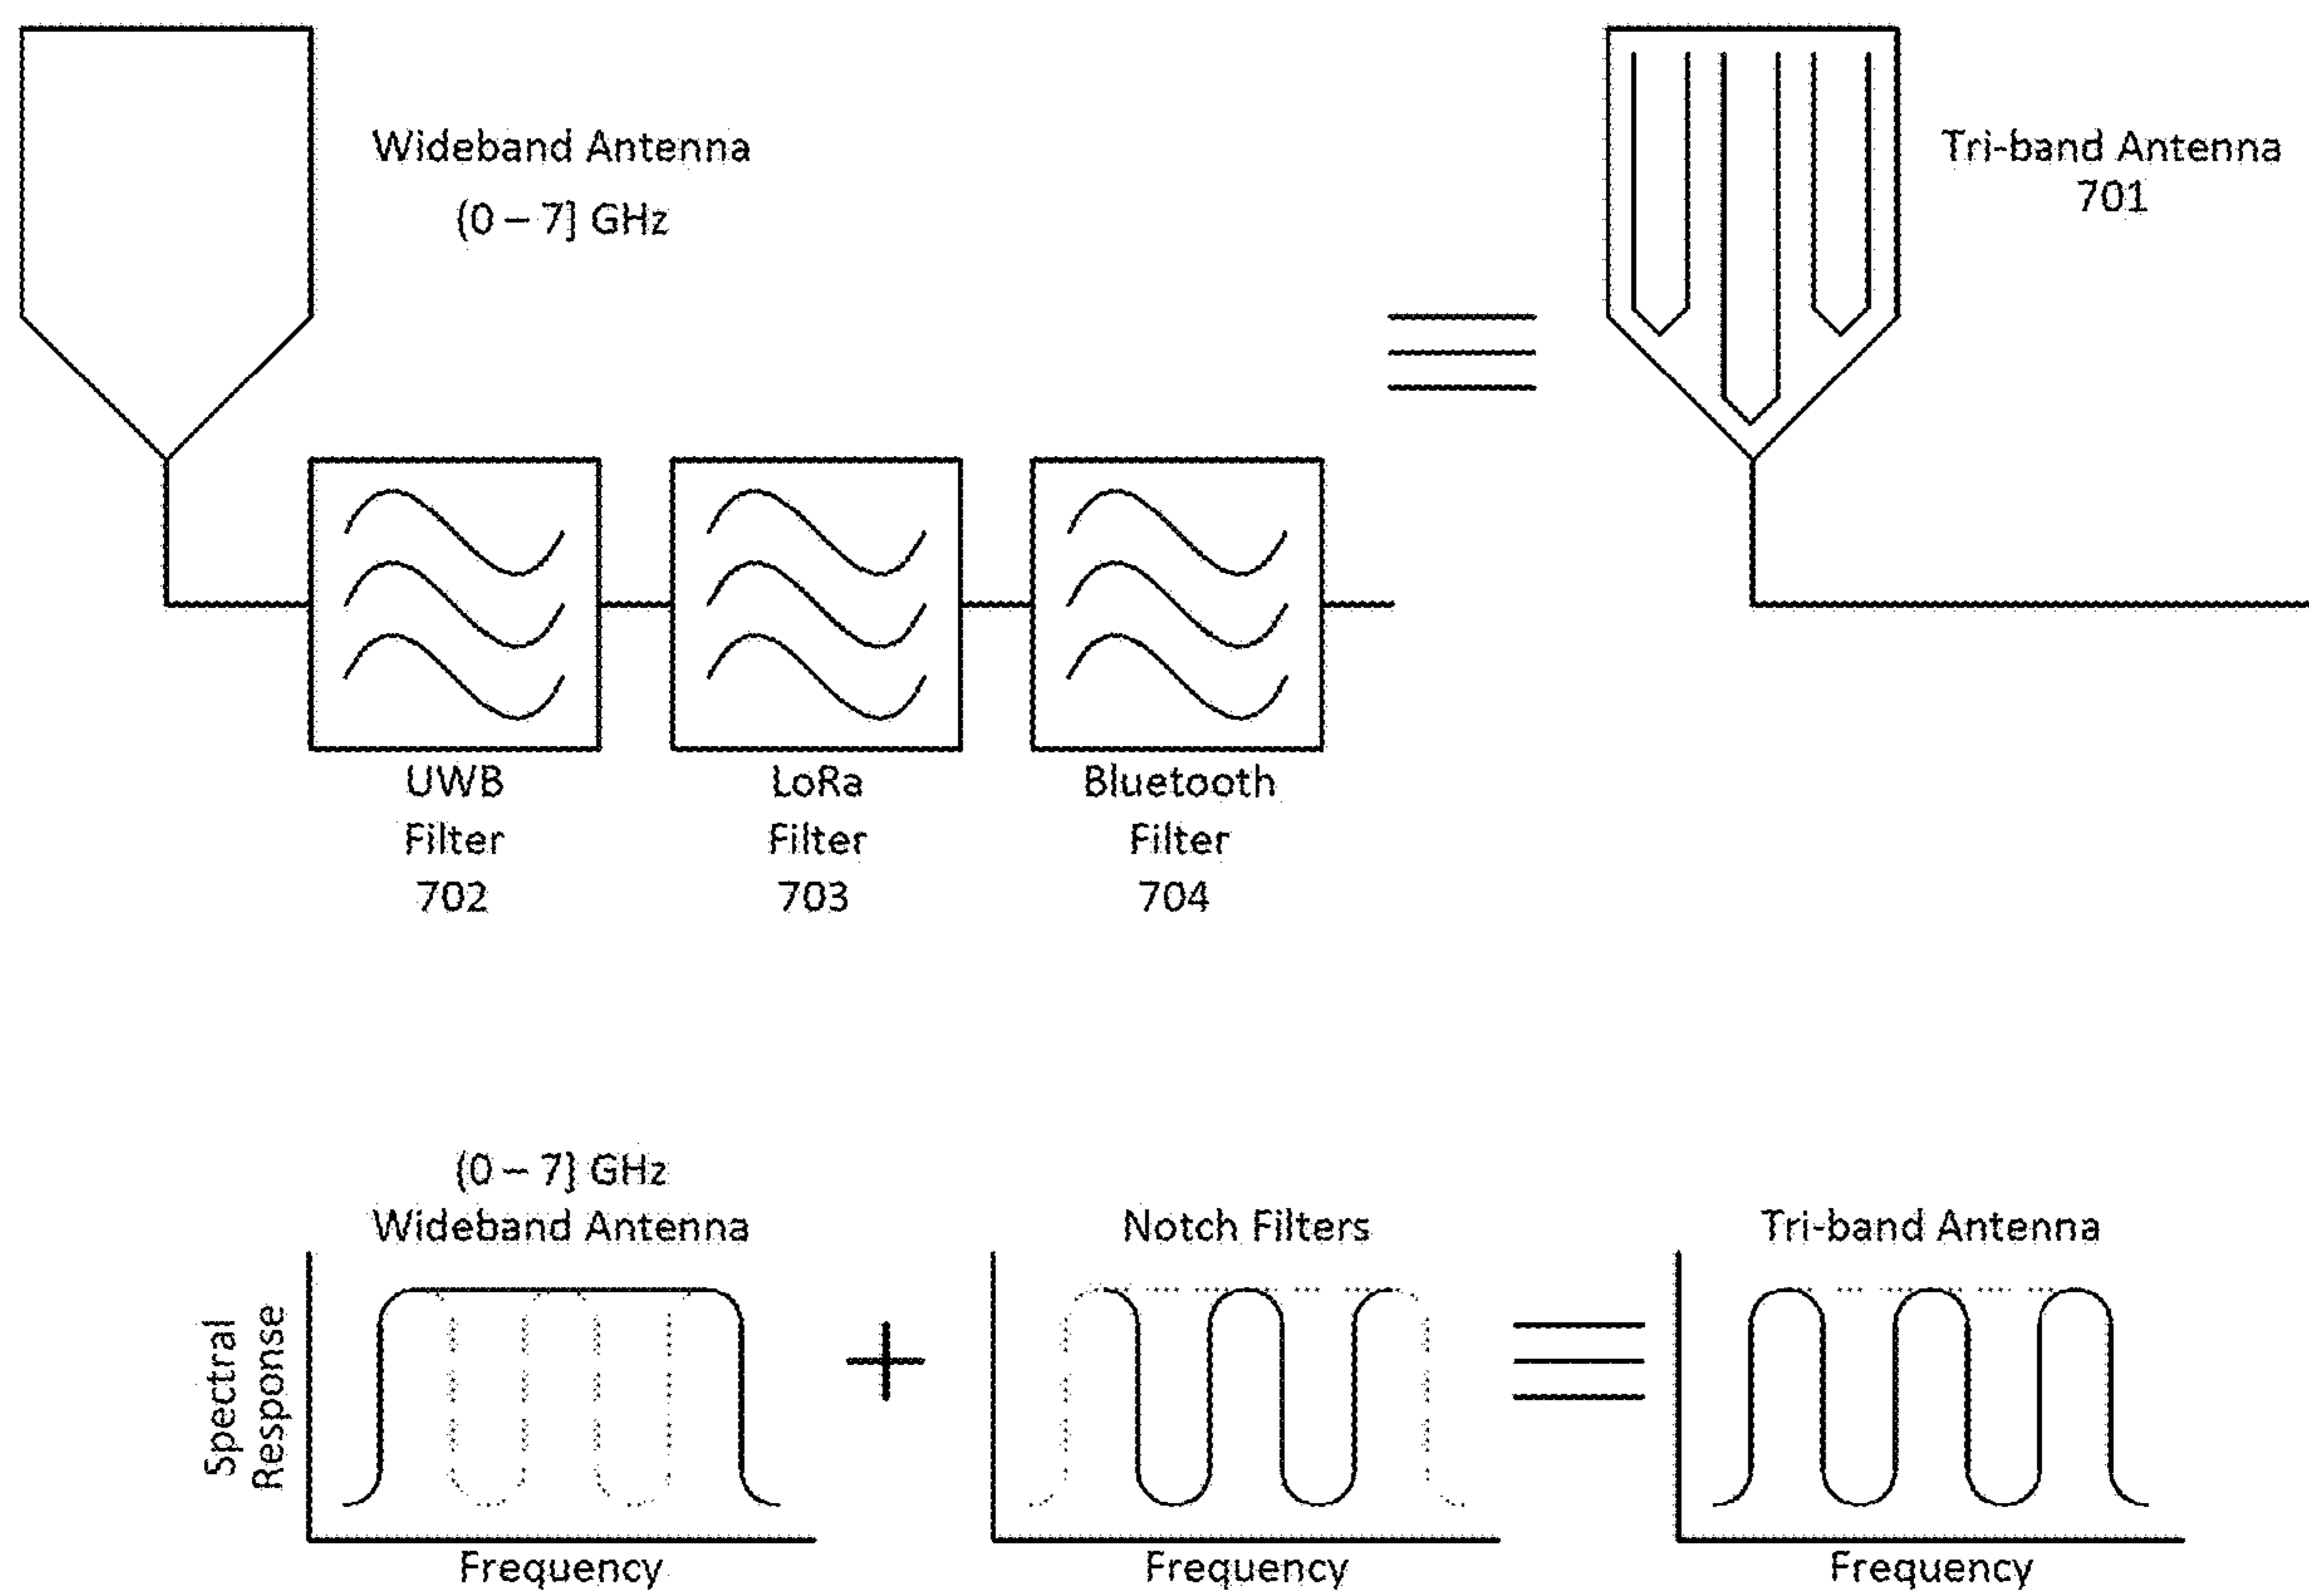 Wideband Antenna
(0 – 7] GHz
Tri-band Antenna
701
UWB
Filter
702
LoRa
Filter
703
Bluetooth
Filter
704
(0 – 7] GHz
Wideband Antenna
Notch Filters
Tri-band Antenna
Spectral
Response
Frequency
Frequency
Frequency